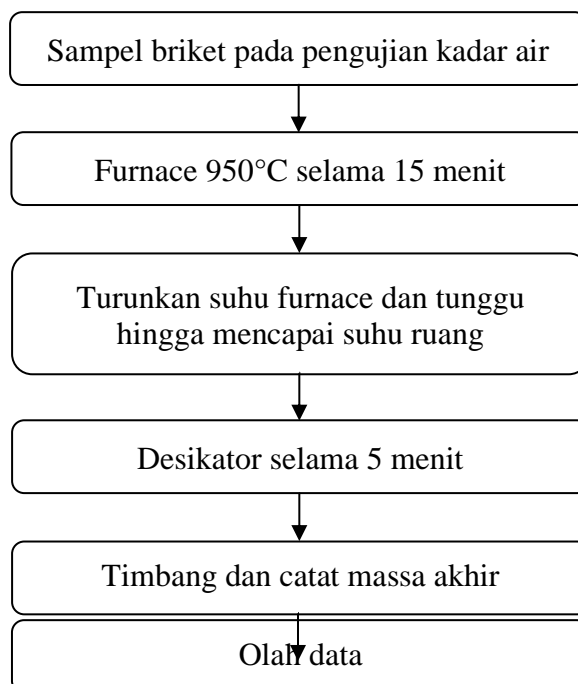 Sampel briket pada pengujian kadar air
Furnace 950°C selama 15 menit
Turunkan suhu furnace dan tunggu
hingga mencapai suhu ruang
Desikator selama 5 menit
Timbang dan catat massa akhir
Olah data